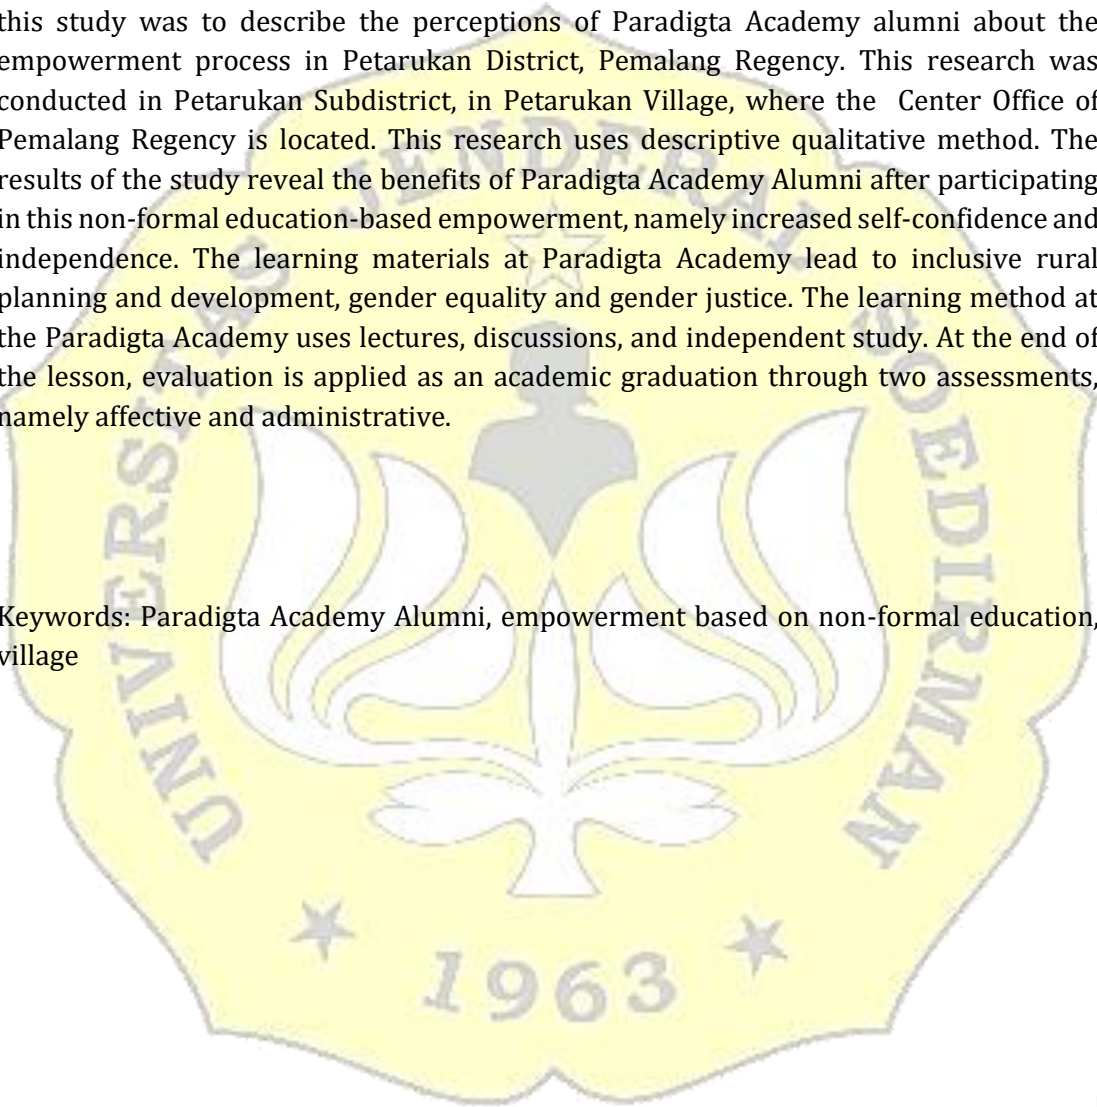 this study was to describe the perceptions of Paradigta Academy alumni about the
empowerment process in Petarukan District, Pemalang Regency. This research was
conducted in Petarukan Subdistrict, in Petarukan Village, where the Center Office of
Pemalang Regency is located. This research uses descriptive qualitative method. The
results of the study reveal the benefits of Paradigta Academy Alumni after participating
in this non-formal education-based empowerment, namely increased self-confidence and
independence. The learning materials at Paradigta Academy lead to inclusive rural
planning and development, gender equality and gender justice. The learning method at
the Paradigta Academy uses lectures, discussions, and independent study. At the end of
the lesson, evaluation is applied as an academic graduation through two assessments,
namely affective and administrative.
Keywords: Paradigta Academy Alumni, empowerment based on non-formal education,
village
UNIVERSITAS JENDERAL SOEDIRMAN
1963